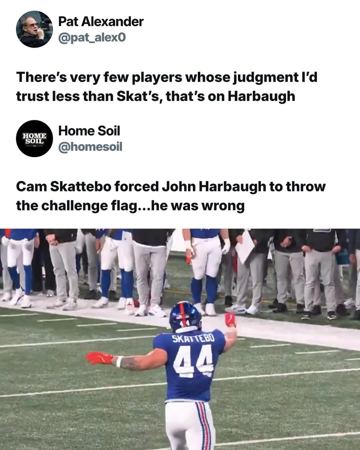 Pat Alexander
@pat_alex0
There's very few players whose judgment I'd
trust less than Skat's, that's on Harbaugh
HOME
SOIL
Home Soil
@homesoil
Cam Skattebo forced John Harbaugh to throw
the challenge flag...he was wrong
SKATTEBO
44